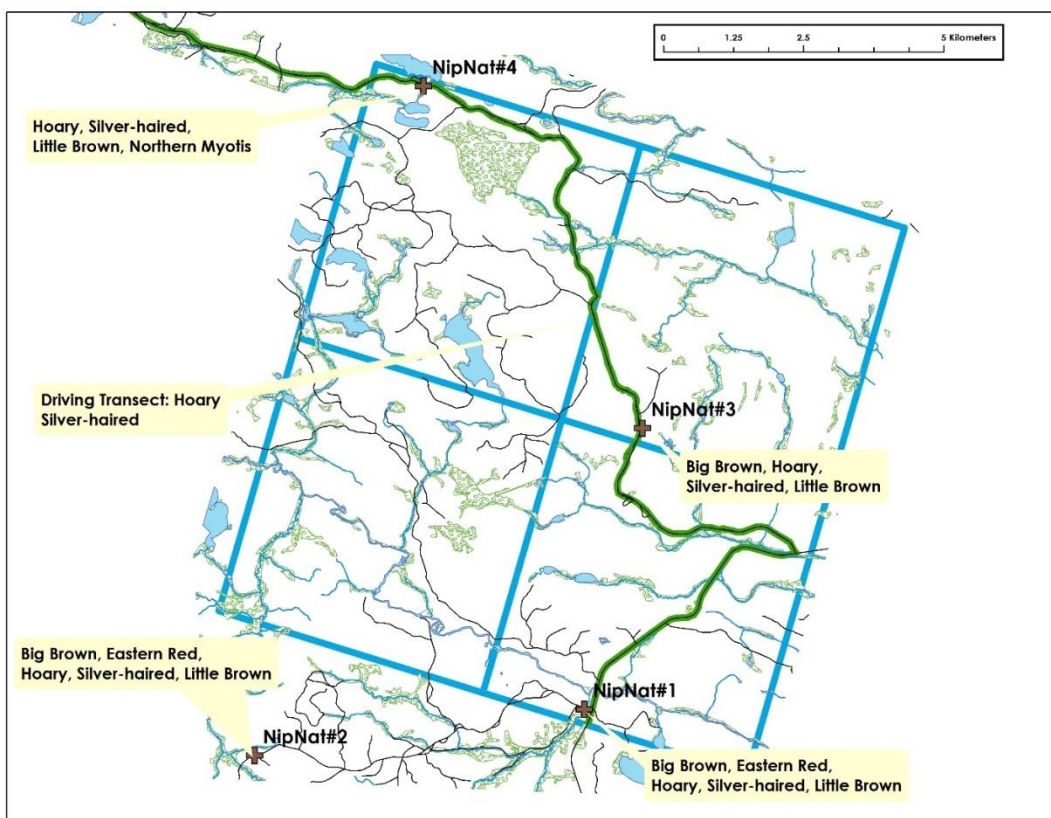 0 1.25 2.5 5 Kilometers
NipNat#4
Hoary, Silver-haired,
Little Brown, Northern Myotis
Driving Transect: Hoary
Silver-haired
NipNat#3
Big Brown, Hoary,
Silver-haired, Little Brown
Big Brown, Eastern Red,
Hoary, Silver-haired, Little Brown
NipNat#1
NipNat#2
Big Brown, Eastern Red,
Hoary, Silver-haired, Little Brown